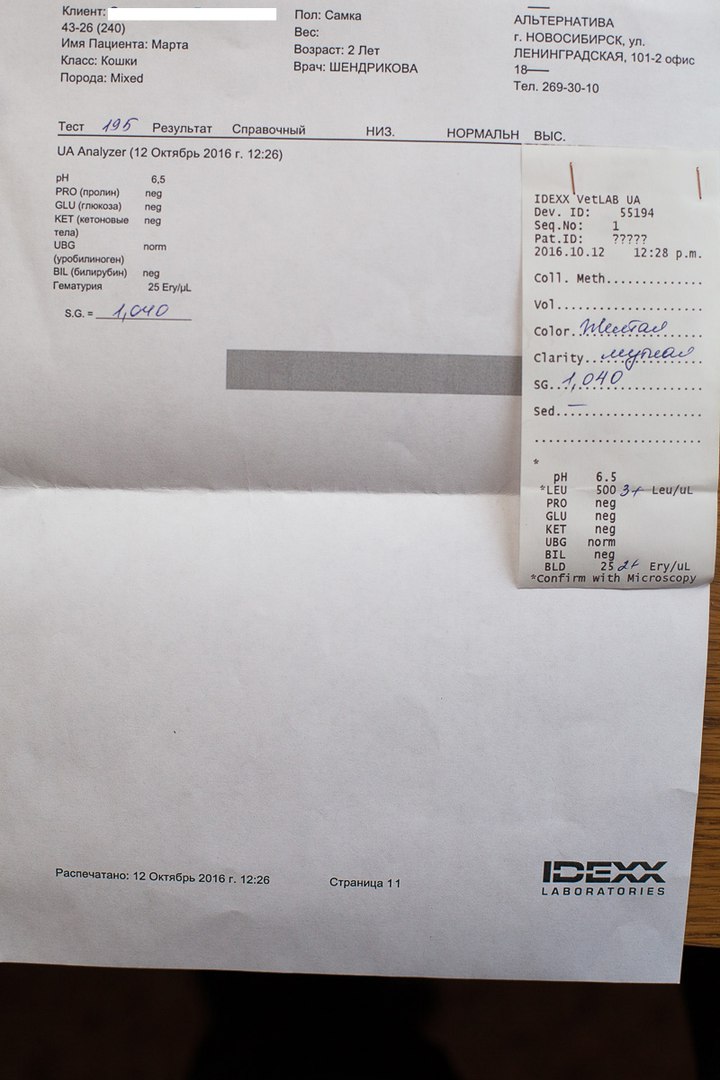 Клиент:
43-26 (240)
Имя Пациента: Марта
Класс: Кошки
Порода: Mixed
Пол: Самка
Вес:
Возраст: 2 Лет
Врач: ШЕНДРИКОВА
АЛЬТЕРНАТИВА
г. НОВОСИБИРСК, ул.
ЛЕНИНГРАДСКАЯ, 101-2 офис
18
Тел. 269-30-10
Тест 195 Результат Справочный НИЗ. НОРМАЛЬН ВЫС.
UA Analyzer (12 Октябрь 2016 г. 12:26)
pH 6,5
PRO (пролин) neg
GLU (глюкоза) neg
KET (кетоновые neg
тела)
UBG norm
(уробилиноген)
BIL (билирубин) neg
Гематурия 25 Ery/µL
S.G. = 1,040
IDEXX VetLAB UA
Dev. ID: 55194
Seq.No: 1
Pat.ID: ?????
2016.10.12 12:28 p.m.
Coll. Meth..............
Vol.....................
Color..Желтая
Clarity..мутная
SG..1,040
Sed..–..................
........................
*
pH 6.5
*LEU 500 3+ Leu/uL
PRO neg
GLU neg
KET neg
UBG norm
BIL neg
BLD 25 2+ Ery/uL
*Confirm with Microscopy
Распечатано: 12 Октябрь 2016 г. 12:26
Страница 11
IDEXX
LABORATORIES